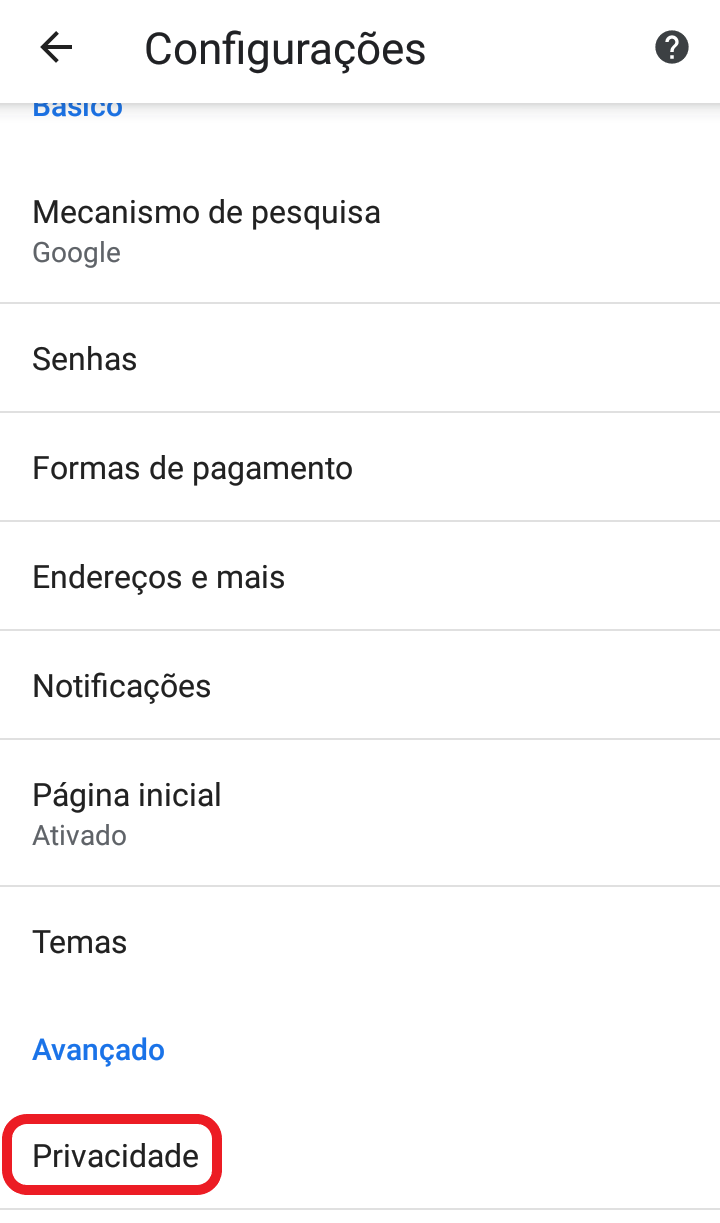 Configurações
Básico
Mecanismo de pesquisa
Google
Senhas
Formas de pagamento
Endereços e mais
Notificações
Página inicial
Ativado
Temas
Avançado
Privacidade